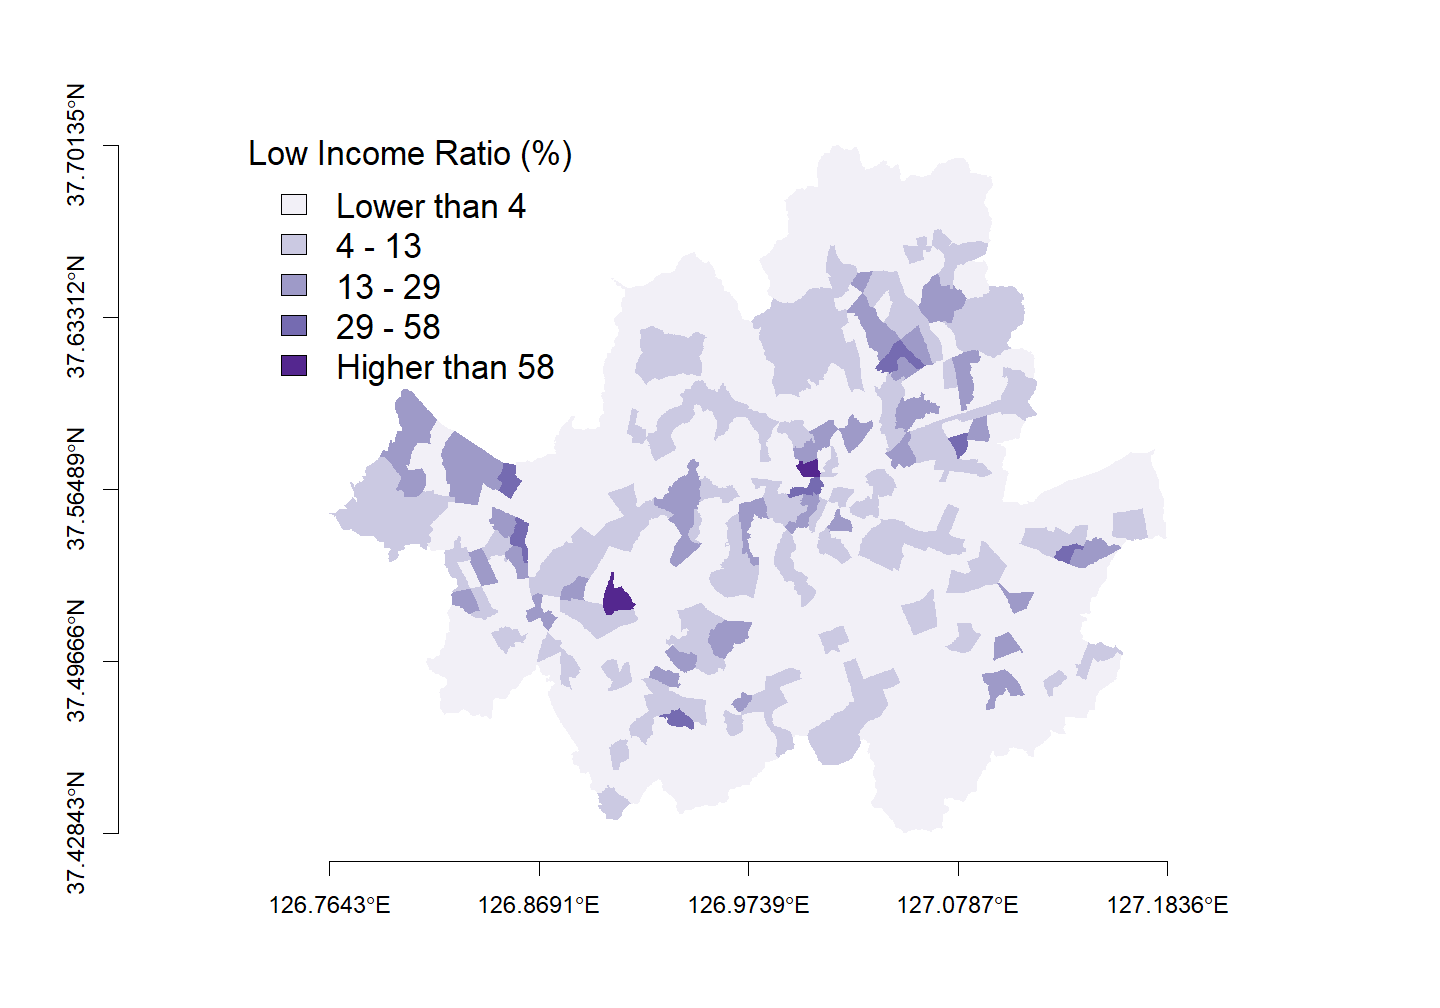 Low Income Ratio (%)
Lower than 4
4 - 13
13 - 29
29 - 58
Higher than 58
37.70135°N
37.63312°N
37.56489°N
37.49666°N
37.42843°N
126.7643°E
126.8691°E
126.9739°E
127.0787°E
127.1836°E